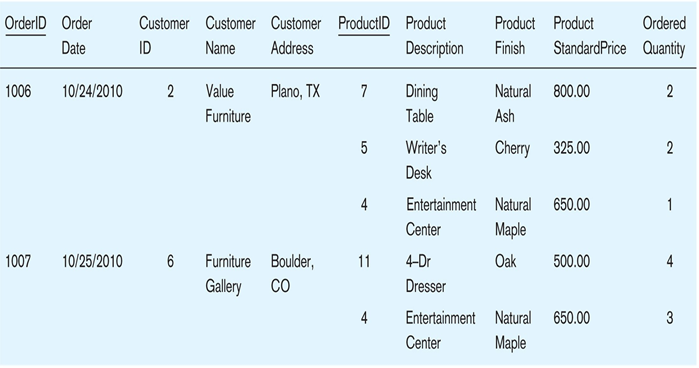 OrderID Order Customer Customer Customer ProductID Product Product Product Ordered
Date ID Name Address Description Finish StandardPrice Quantity
1006 10/24/2010 2 Value Plano, TX 7 Dining Natural 800.00 2
Furniture Table Ash
5 Writer's Cherry 325.00 2
Desk
4 Entertainment Natural 650.00 1
Center Maple
1007 10/25/2010 6 Furniture Boulder, 11 4–Dr Oak 500.00 4
Gallery CO Dresser
4 Entertainment Natural 650.00 3
Center Maple